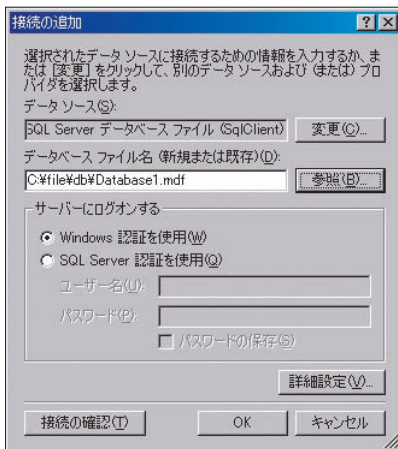 接続の追加
選択されたデータ ソースに接続するための情報を入力するか、ま
たは [変更] をクリックして、別のデータ ソースおよび (または) プロ
バイダを選択します。
データ ソース(S):
SQL Server データベース ファイル (SqlClient)
変更(C)...
データベース ファイル名 (新規または既存)(D):
C:¥file¥db¥Database1.mdf
参照(B)...
サーバーにログオンする
Windows 認証を使用(W)
SQL Server 認証を使用(Q)
ユーザー名(U):
パスワード(P):
パスワードの保存(S)
詳細設定(V)...
接続の確認(T)
OK
キャンセル